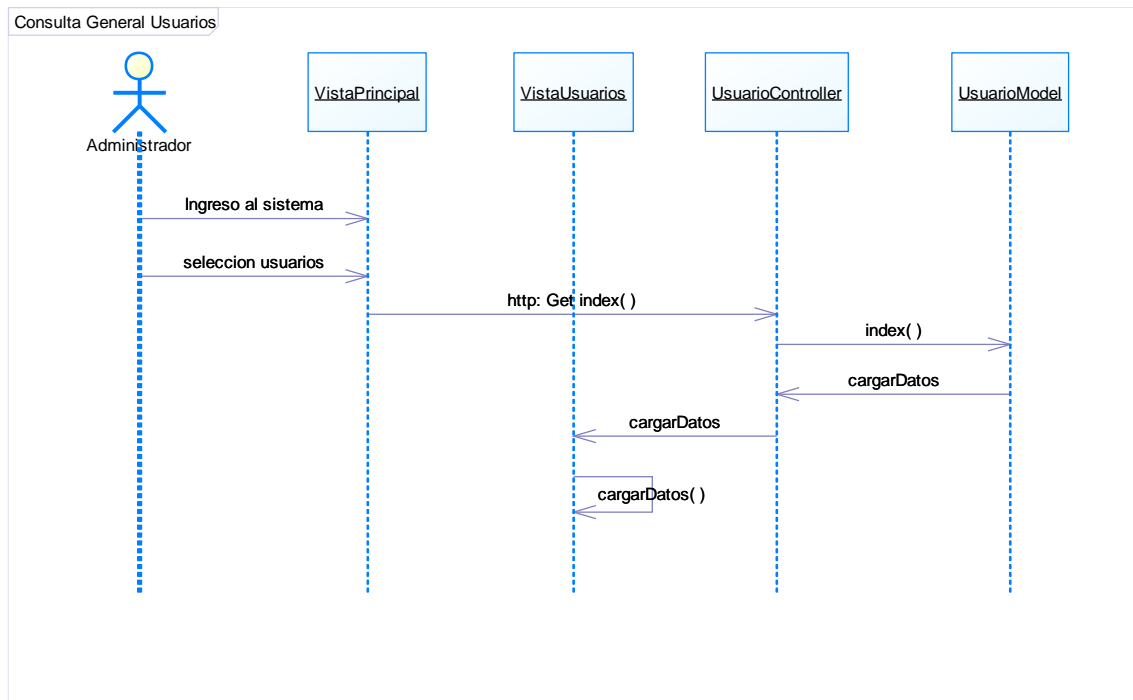 Consulta General Usuarios
VistaPrincipal
VistaUsuarios
UsuarioController
UsuarioModel
Administrador
Ingreso al sistema
seleccion usuarios
http: Get index( )
index( )
cargarDatos
cargarDatos
cargarDatos( )